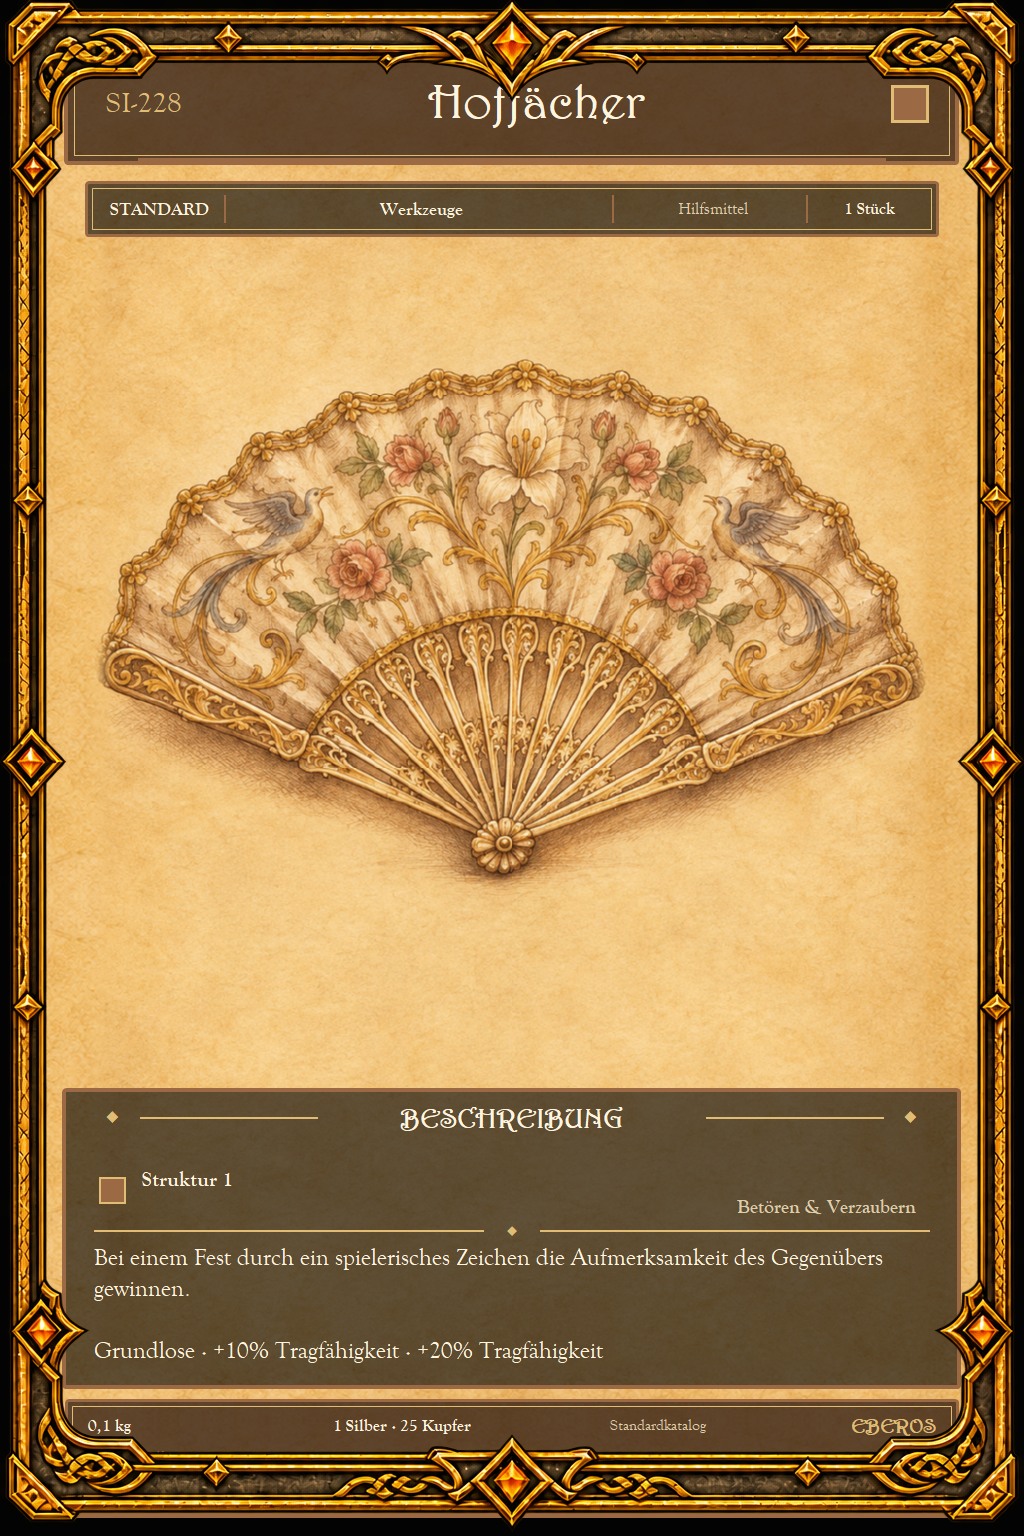 SI-228
Hoffächer
STANDARD
Werkzeuge
Hilfsmittel
1 Stück
BESCHREIBUNG
Struktur 1
Betören & Verzaubern
Bei einem Fest durch ein spielerisches Zeichen die Aufmerksamkeit des Gegenübers
gewinnen.
Grundlose · +10% Tragfähigkeit · +20% Tragfähigkeit
0,1 kg
1 Silber · 25 Kupfer
Standardkatalog
EBEROS